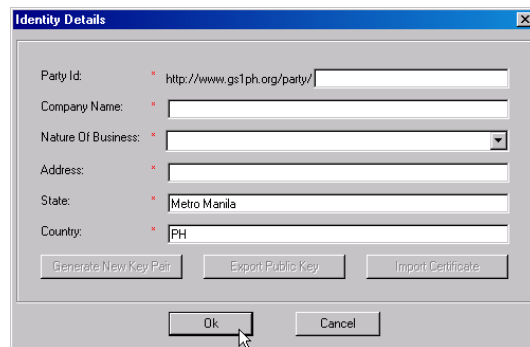 Identity Details
Party Id: * http://www.gs1ph.org/party/
Company Name: *
Nature Of Business: *
Address: *
State: * Metro Manila
Country: * PH
Generate New Key Pair Export Public Key Import Certificate
Ok Cancel